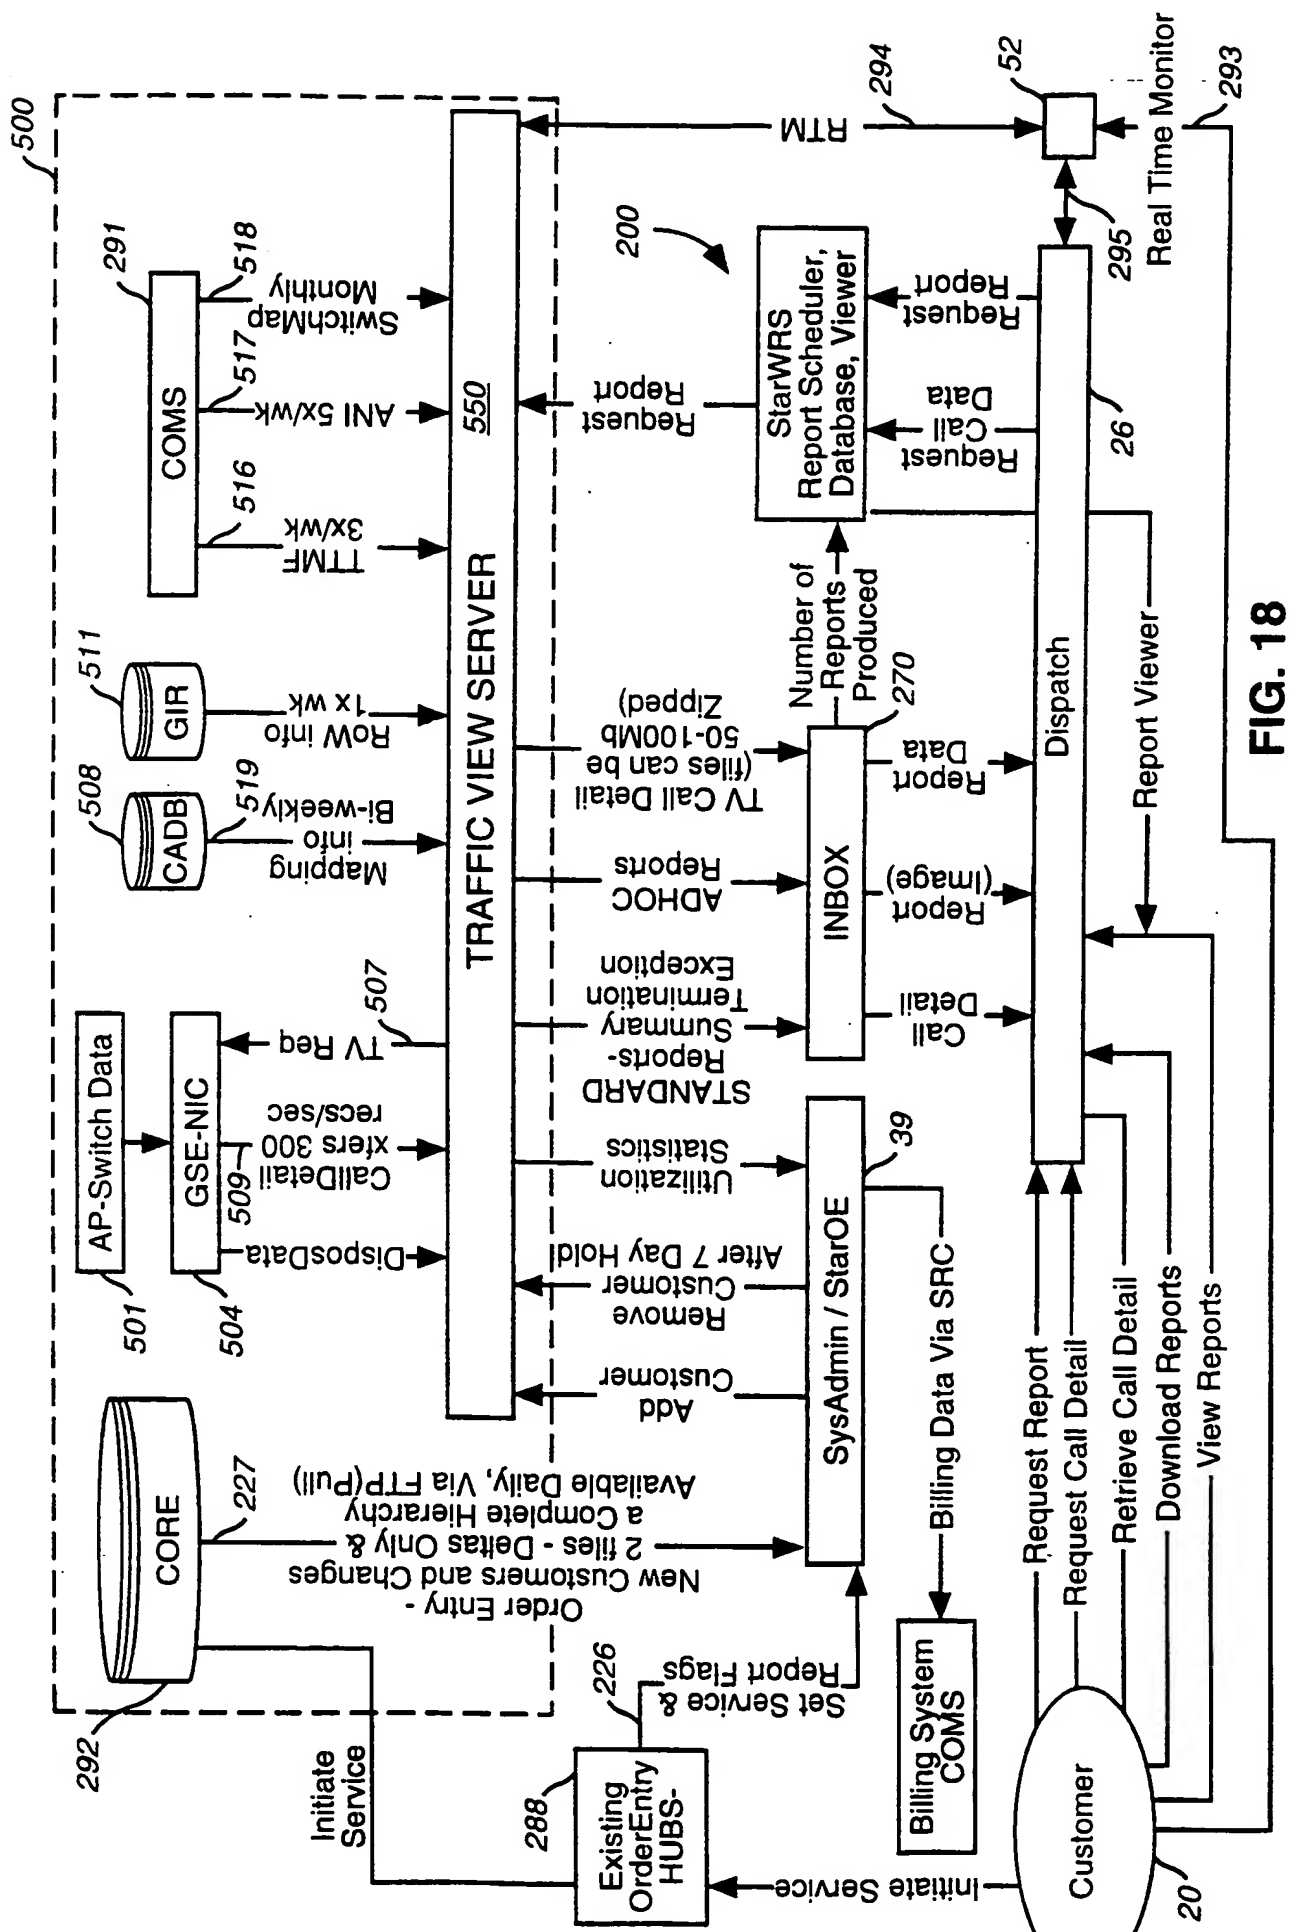 500
292
CORE
227
Order Entry -
New Customers and Changes
2 files - Deltas Only &
a Complete Hierarchy
Available Daily, Via FTP(Pull)
501
AP-Switch Data
504
GSE-NIC
DisposData
509
CallDetail
xfers 300
recs/sec
TV Req
507
508
CADB
519
Mapping
info
Bi-weekly
511
GIR
RoW info
1x wk
291
COMS
516
TTMF
3x/wk
517
ANI 5x/wk
518
SwitchMap
Monthly
TRAFFIC VIEW SERVER
550
Initiate
Service
288
Existing
OrderEntry
HUBS-
226
Set Service &
Report Flags
Add
Customer
Remove
Customer
After 7 Day Hold
Utilization
Statistics
STANDARD
Reports-
Summary
Termination
Exception
ADHOC
Reports
TV Call Detail
(files can be
50-100Mb
Zipped)
Request
Report
RTM
294
SysAdmin / StarOE
39
INBOX
270
Number of
Reports
Produced
StarWRS
Report Scheduler,
Database, Viewer
200
Billing System
COMS
Billing Data Via SRC
Call
Detail
Report
(Image)
Report
Data
Request
Call
Data
Request
Report
52
295
Dispatch
26
Initiate Service
Customer
20
Request Report
Request Call Detail
Retrieve Call Detail
Download Reports
View Reports
Report Viewer
Real Time Monitor
293
FIG. 18